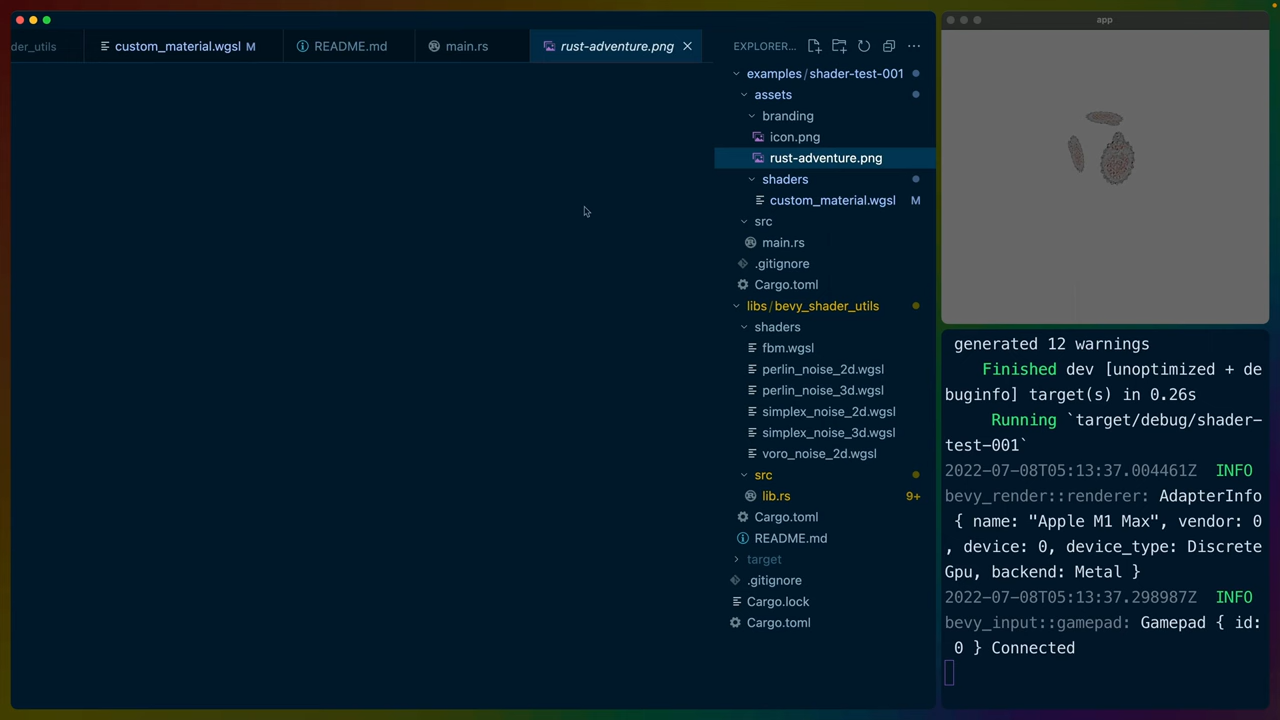 der_utils
custom_material.wgsl M
README.md
main.rs
rust-adventure.png
EXPLORER...
examples/shader-test-001
assets
branding
icon.png
rust-adventure.png
shaders
custom_material.wgsl M
src
main.rs
.gitignore
Cargo.toml
libs/bevy_shader_utils
shaders
fbm.wgsl
perlin_noise_2d.wgsl
perlin_noise_3d.wgsl
simplex_noise_2d.wgsl
simplex_noise_3d.wgsl
voro_noise_2d.wgsl
src
lib.rs 9+
Cargo.toml
README.md
target
.gitignore
Cargo.lock
Cargo.toml
app
generated 12 warnings
Finished dev [unoptimized + de
buginfo] target(s) in 0.26s
Running `target/debug/shader-
test-001`
2022-07-08T05:13:37.004461Z INFO
bevy_render::renderer: AdapterInfo
{ name: "Apple M1 Max", vendor: 0
, device: 0, device_type: Discrete
Gpu, backend: Metal }
2022-07-08T05:13:37.298987Z INFO
bevy_input::gamepad: Gamepad { id:
0 } Connected